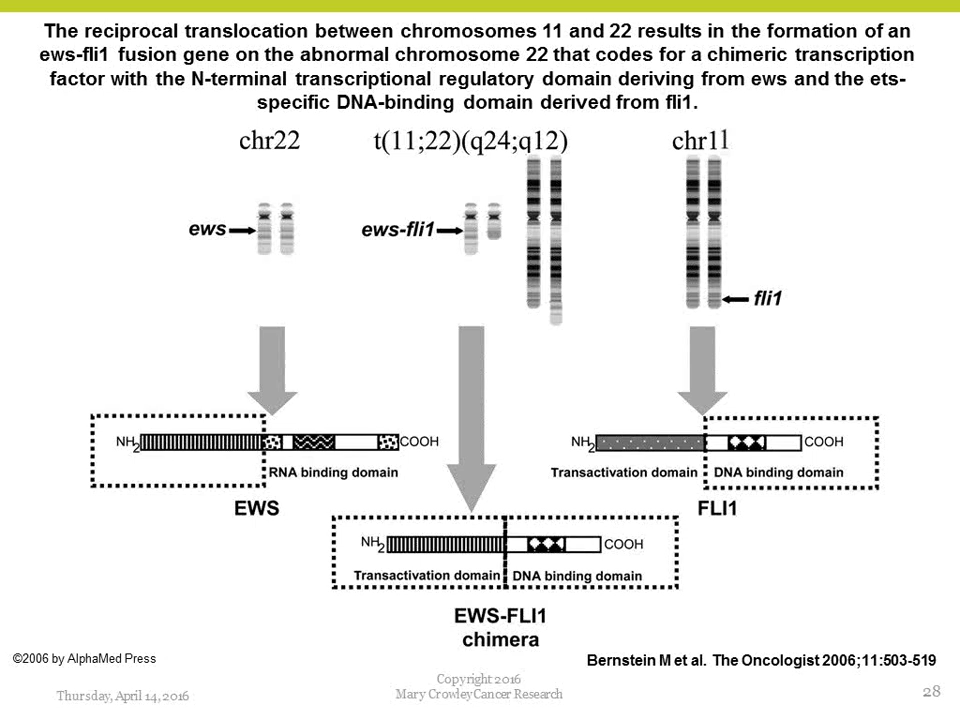 The reciprocal translocation between chromosomes 11 and 22 results in the formation of an
ews-fli1 fusion gene on the abnormal chromosome 22 that codes for a chimeric transcription
factor with the N-terminal transcriptional regulatory domain deriving from ews and the ets-
specific DNA-binding domain derived from fli1.
chr22
t(11;22)(q24;q12)
chr11
ews
ews-fli1
fli1
NH2
COOH
RNA binding domain
EWS
NH2
COOH
Transactivation domain
DNA binding domain
FLI1
NH2
COOH
Transactivation domain
DNA binding domain
EWS-FLI1
chimera
©2006 by AlphaMed Press
Bernstein M et al. The Oncologist 2006;11:503-519
Thursday, April 14, 2016
Copyright 2016
Mary Crowley Cancer Research
28